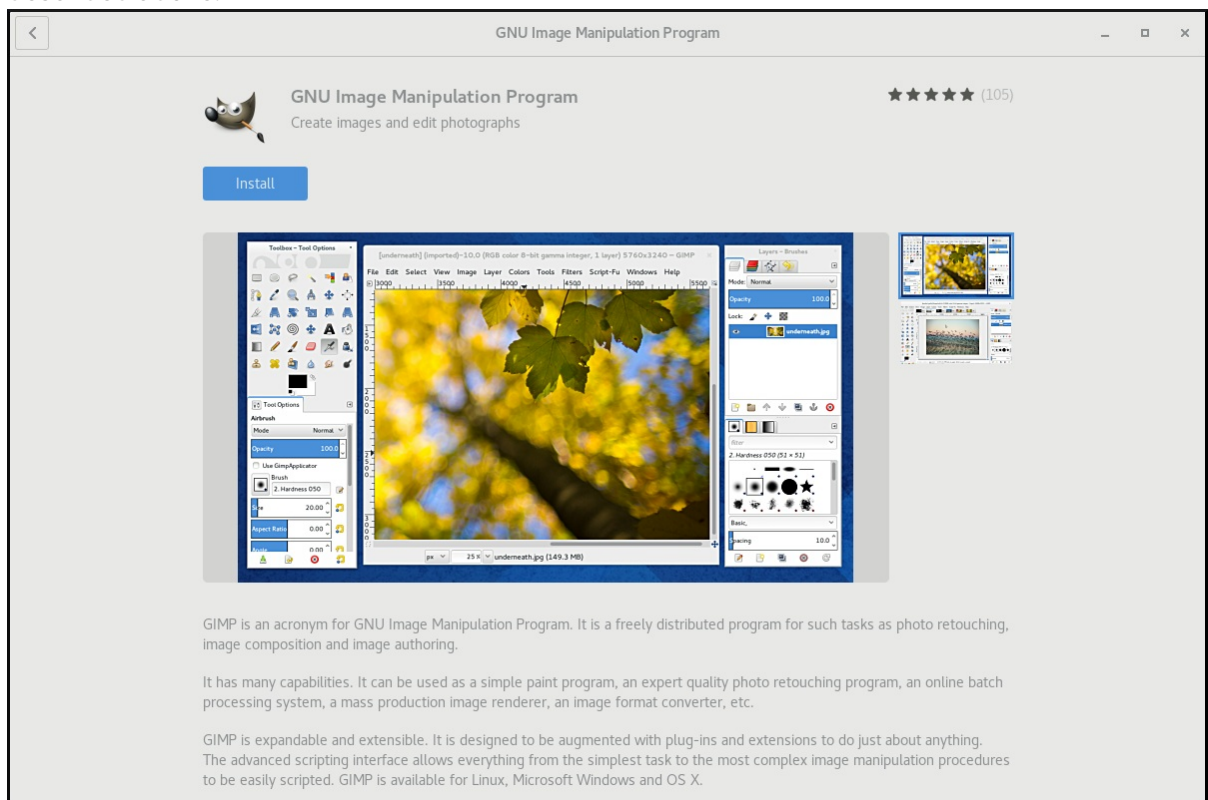 GNU Image Manipulation Program
GNU Image Manipulation Program
(105)
Create images and edit photographs
Install
Toolbox - Tool Options
[underneath] (imported)-10.0 (RGB color 8-bit gamma integer, 1 layer) 5760x3240 – GIMP
Layers - Brushes
File Edit Select View Image Layer Colors Tools Filters Script-Fu Windows Help
3000 3500 4000 4500 5000 5500
Mode: Normal
Opacity 100.0
Lock:
underneath.jpg
Tool Options
Airbrush
Mode Normal
Opacity 100.0
Use GimpApplicator
Brush
2. Hardness 050
Size 20.00
Aspect Ratio 0.00
Angle 0.00
filter
2. Hardness 050 (51 × 51)
Basic,
Spacing 10.0
px 25 % underneath.jpg (149.3 MB)
GIMP is an acronym for GNU Image Manipulation Program. It is a freely distributed program for such tasks as photo retouching,
image composition and image authoring.
It has many capabilities. It can be used as a simple paint program, an expert quality photo retouching program, an online batch
processing system, a mass production image renderer, an image format converter, etc.
GIMP is expandable and extensible. It is designed to be augmented with plug-ins and extensions to do just about anything.
The advanced scripting interface allows everything from the simplest task to the most complex image manipulation procedures
to be easily scripted. GIMP is available for Linux, Microsoft Windows and OS X.